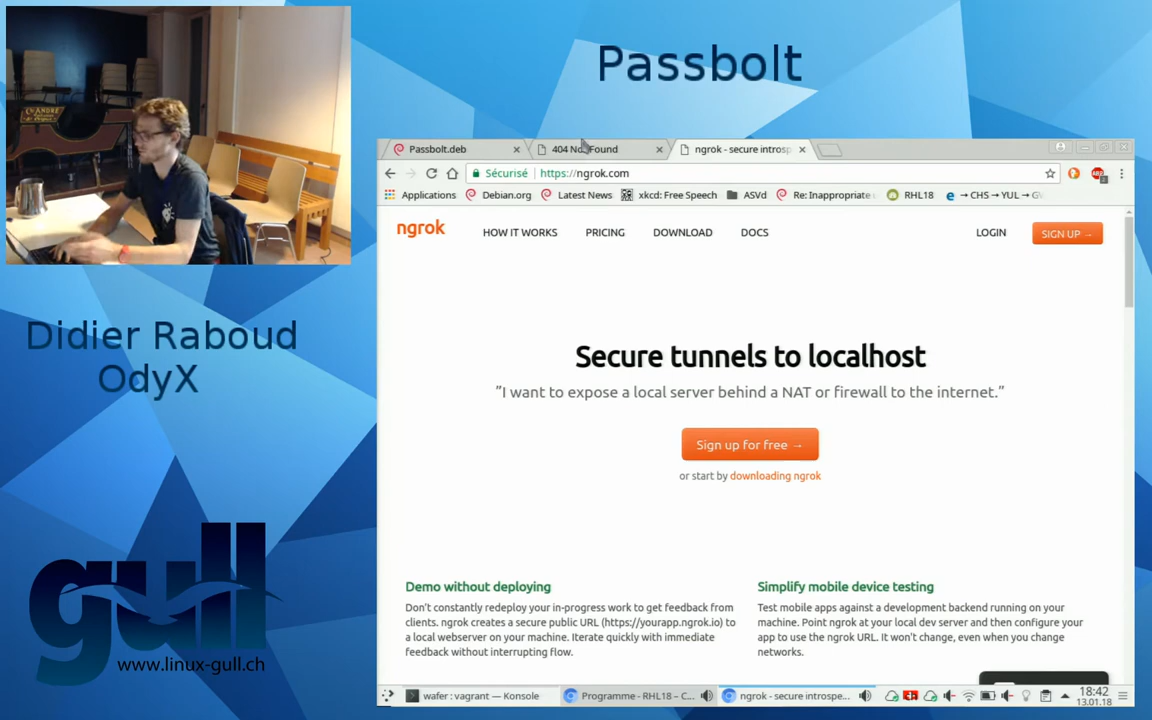 Passbolt
Didier Raboud
OdyX
gull
www.linux-gull.ch
Passbolt.deb
404 Not Found
ngrok - secure introsp
Sécurisé
https://ngrok.com
Applications
Debian.org
Latest News
xkcd: Free Speech
ASVd
Re: Inappropriate
RHL18
→ CHS → YUL → G
ngrok
HOW IT WORKS
PRICING
DOWNLOAD
DOCS
LOGIN
SIGN UP →
Secure tunnels to localhost
“I want to expose a local server behind a NAT or firewall to the internet.”
Sign up for free →
or start by downloading ngrok
Demo without deploying
Don’t constantly redeploy your in-progress work to get feedback from
clients. ngrok creates a secure public URL (https://yourapp.ngrok.io) to
a local webserver on your machine. Iterate quickly with immediate
feedback without interrupting flow.
Simplify mobile device testing
Test mobile apps against a development backend running on your
machine. Point ngrok at your local dev server and then configure your
app to use the ngrok URL. It won’t change, even when you change
networks.
wafer : vagrant — Konsole
Programme - RHL18 – C...
ngrok - secure introspe...
18:42
13.01.18